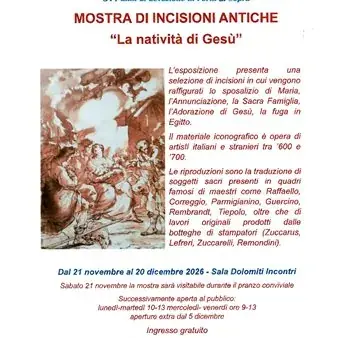 MOSTRA DI INCISIONI ANTICHE
“La natività di Gesù”
L'esposizione presenta una
selezione di incisioni in cui vengono
raffigurati lo sposalizio di Maria,
l'Annunciazione, la Sacra Famiglia,
l'Adorazione di Gesù, la fuga in
Egitto.
Il materiale iconografico è opera di
artisti italiani e stranieri tra '600 e
'700.
Le riproduzioni sono la traduzione di
soggetti sacri presenti in quadri
famosi di maestri come Raffaello,
Correggio, Parmigianino, Guercino,
Rembrandt, Tiepolo, oltre che di
lavori originali prodotti dalle
botteghe di stampatori (Zuccarus,
Lefreri, Zuccarelli, Remondini).
Dal 21 novembre al 20 dicembre 2026 - Sala Dolomiti Incontri
Sabato 21 novembre la mostra sarà visitabile durante il pranzo conviviale
Successivamente aperta al pubblico:
lunedì-martedì 10-13 mercoledì- venerdì ore 9-13
aperture extra dal 5 dicembre
Ingresso gratuito